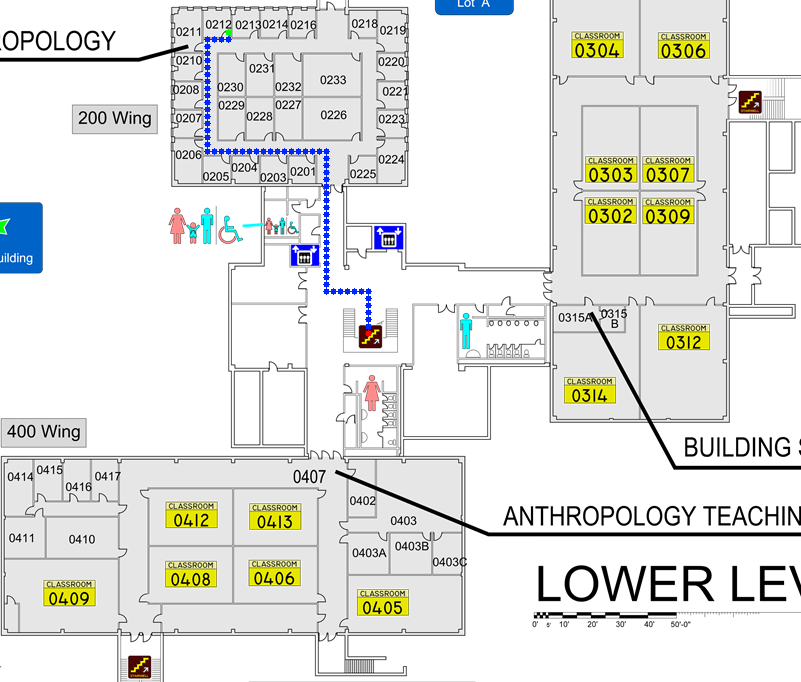 Lot A
ROPOLOGY
0211
0212
0213
0214
0216
0218
0219
0210
0220
0231
0233
0208
0230
0232
0221
0229
0227
0228
0226
0207
0223
200 Wing
0206
0205
0204
0203
0201
0225
0224
CLASSROOM
0304
CLASSROOM
0306
CLASSROOM
0303
CLASSROOM
0307
CLASSROOM
0302
CLASSROOM
0309
uilding
0315A
0315
B
CLASSROOM
0312
CLASSROOM
0314
400 Wing
BUILDING S
0414
0415
0416
0417
0407
0402
0403
ANTHROPOLOGY TEACHIN
CLASSROOM
0412
CLASSROOM
0413
0411
0410
0403A
0403B
0403C
CLASSROOM
0408
CLASSROOM
0406
CLASSROOM
0409
CLASSROOM
0405
LOWER LEV
0' 5' 10' 20' 30' 40' 50'-0"
STAIRWELL